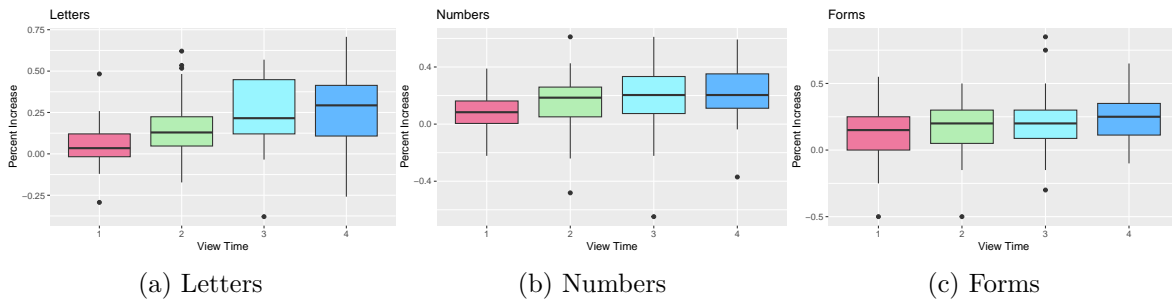 Letters
Percent Increase
0.75
0.50
0.25
0.00
−0.25
1 2 3 4
View Time
(a) Letters
Numbers
Percent Increase
0.4
0.0
−0.4
1 2 3 4
View Time
(b) Numbers
Forms
Percent Increase
0.5
0.0
−0.5
1 2 3 4
View Time
(c) Forms